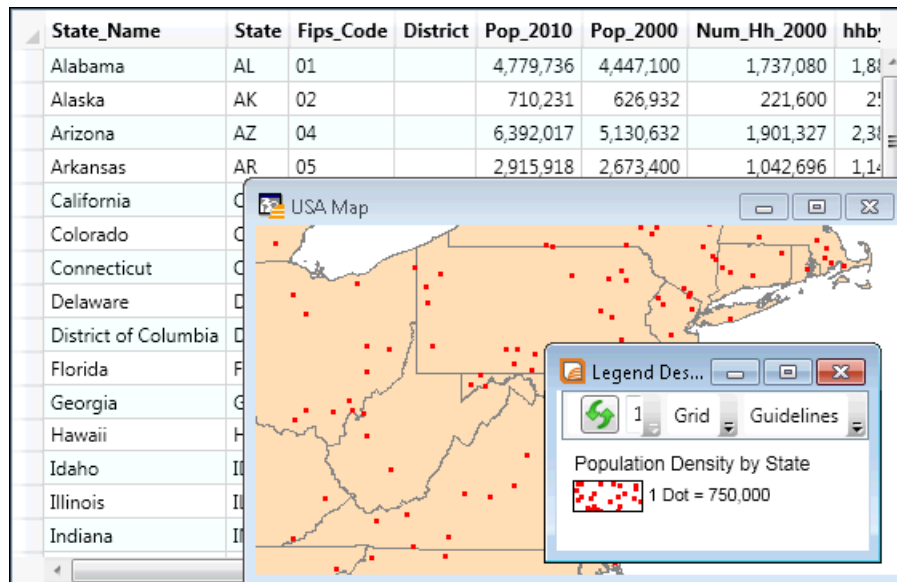 State_Name State Fips_Code District Pop_2010 Pop_2000 Num_Hh_2000
Alabama AL 01 4,779,736 4,447,100 1,737,080
Alaska AK 02 710,231 626,932 221,600
Arizona AZ 04 6,392,017 5,130,632 1,901,327
Arkansas AR 05 2,915,918 2,673,400 1,042,696
California
Colorado
Connecticut
Delaware
District of Columbia
Florida
Georgia
Hawaii
Idaho
Illinois
Indiana
USA Map
Legend Des...
1 Grid Guidelines
Population Density by State
1 Dot = 750,000